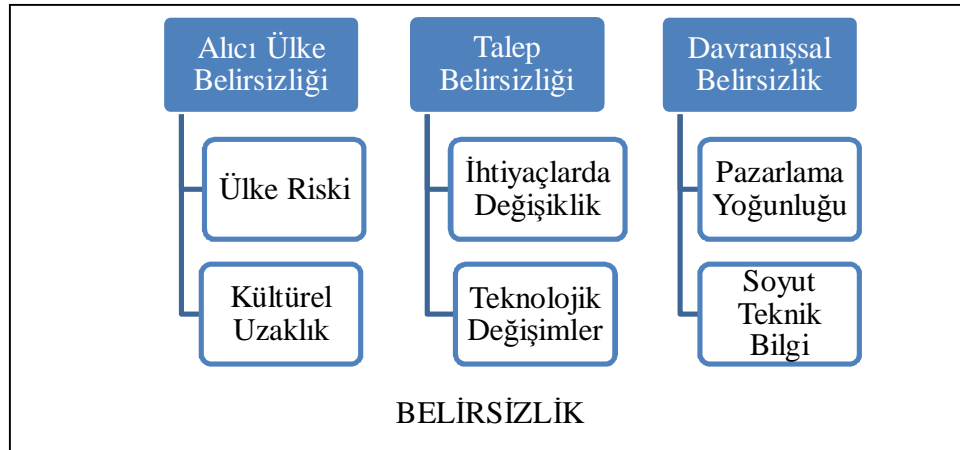 Alıcı Ülke
Belirsizliği
Ülke Riski
Kültürel
Uzaklık
Talep
Belirsizliği
İhtiyaçlarda
Değişiklik
Teknolojik
Değişimler
Davranışsal
Belirsizlik
Pazarlama
Yoğunluğu
Soyut
Teknik
Bilgi
BELİRSİZLİK